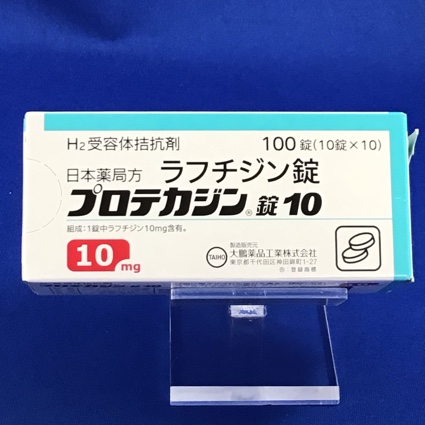 H2受容体拮抗剤
100錠(10錠×10)
日本薬局方 ラフチジン錠
プロテカジン®錠10
組成:1錠中ラフチジン10mg含有。
10mg
TAIHO
製造販売元
大鵬薬品工業株式会社
東京都千代田区神田錦町1-27
®:登録商標